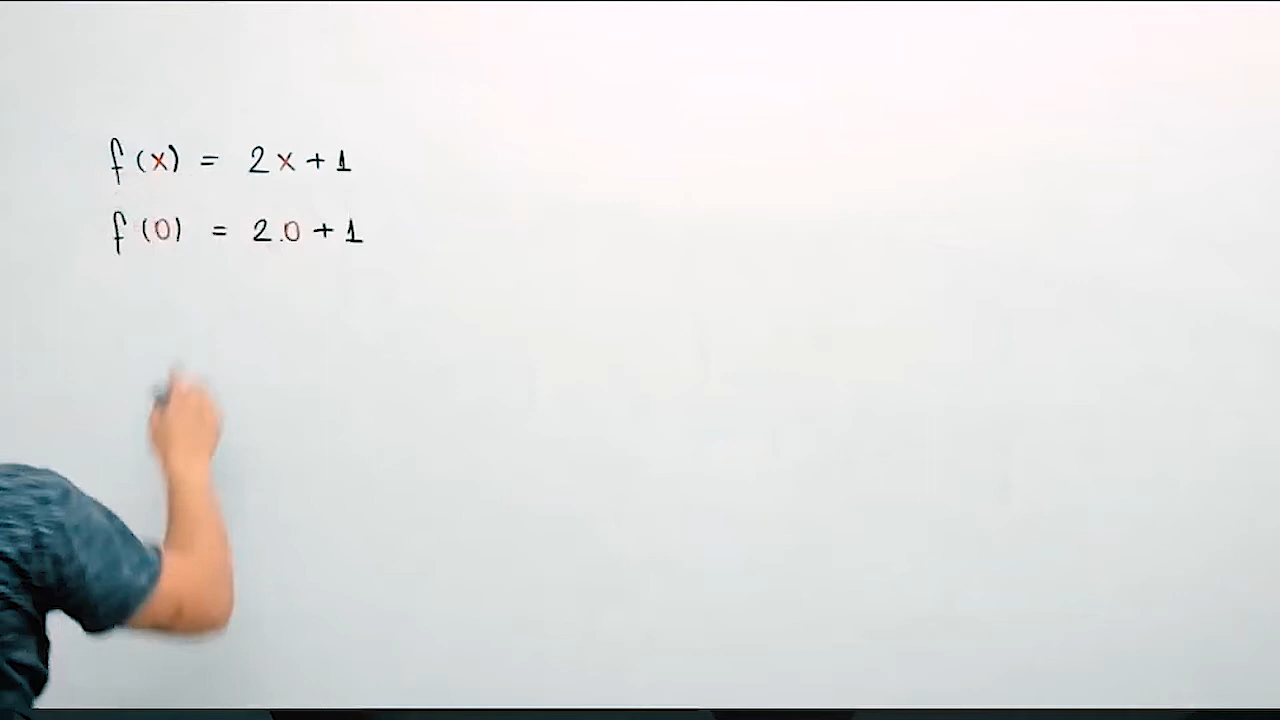 f(x) = 2x+1
f(0) = 2.0+1